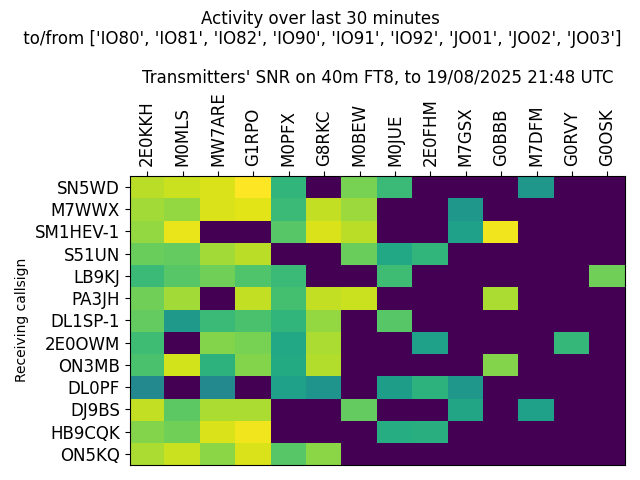 Activity over last 30 minutes
to/from ['IO80', 'IO81', 'IO82', 'IO90', 'IO91', 'IO92', 'JO01', 'JO02', 'JO03']
Transmitters' SNR on 40m FT8, to 19/08/2025 21:48 UTC
2E0KKH
M0MLS
MW7ARE
G1RPO
M0PFX
G8RKC
M0BEW
M0JUE
2E0FHM
M7GSX
G0BBB
M7DFM
G0RVY
G0OSK
Receiving callsign
SN5WD
M7WWX
SM1HEV-1
S51UN
LB9KJ
PA3JH
DL1SP-1
2E0OWM
ON3MB
DL0PF
DJ9BS
HB9CQK
ON5KQ